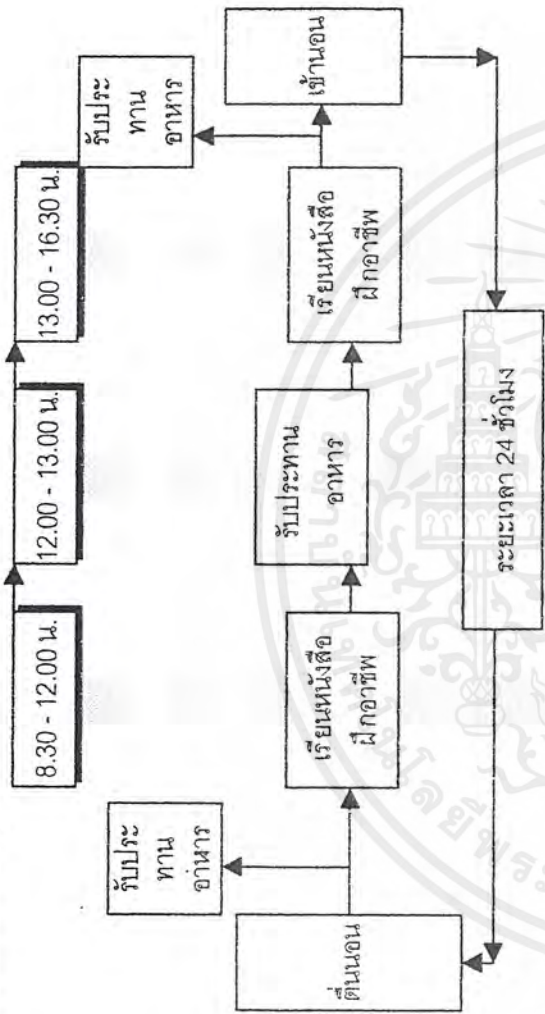 8.30 - 12.00 น.
12.00 - 13.00 น.
13.00 - 16.30 น.
รับประ
ทาน
อาหาร
รับประ
ทาน
อาหาร
ตื่นนอน
เรียนหนังสือ
ฝึกอาชีพ
รับประทาน
อาหาร
เรียนหนังสือ
ฝึกอาชีพ
เข้านอน
ระยะเวลา 24 ชั่วโมง